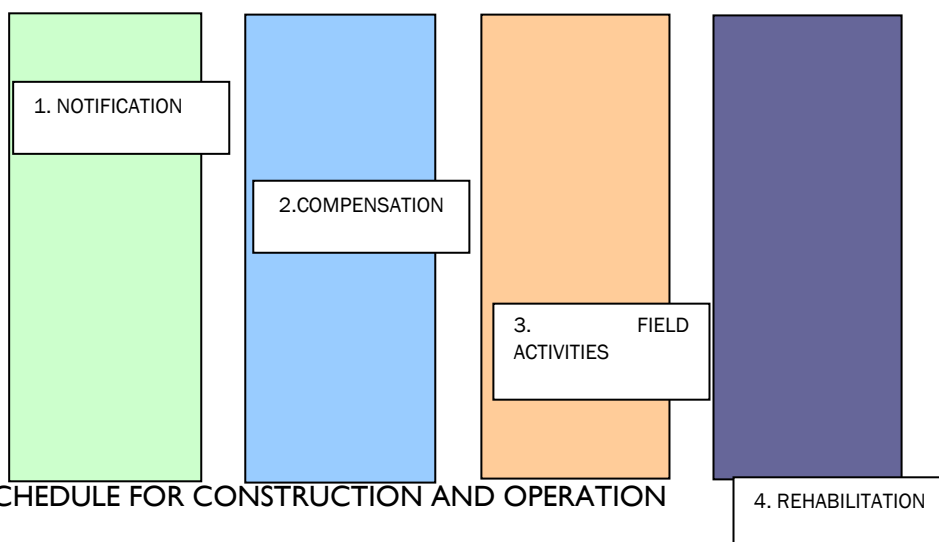 1. NOTIFICATION
2.COMPENSATION
3. FIELD
ACTIVITIES
CHEDULE FOR CONSTRUCTION AND OPERATION
4. REHABILITATION